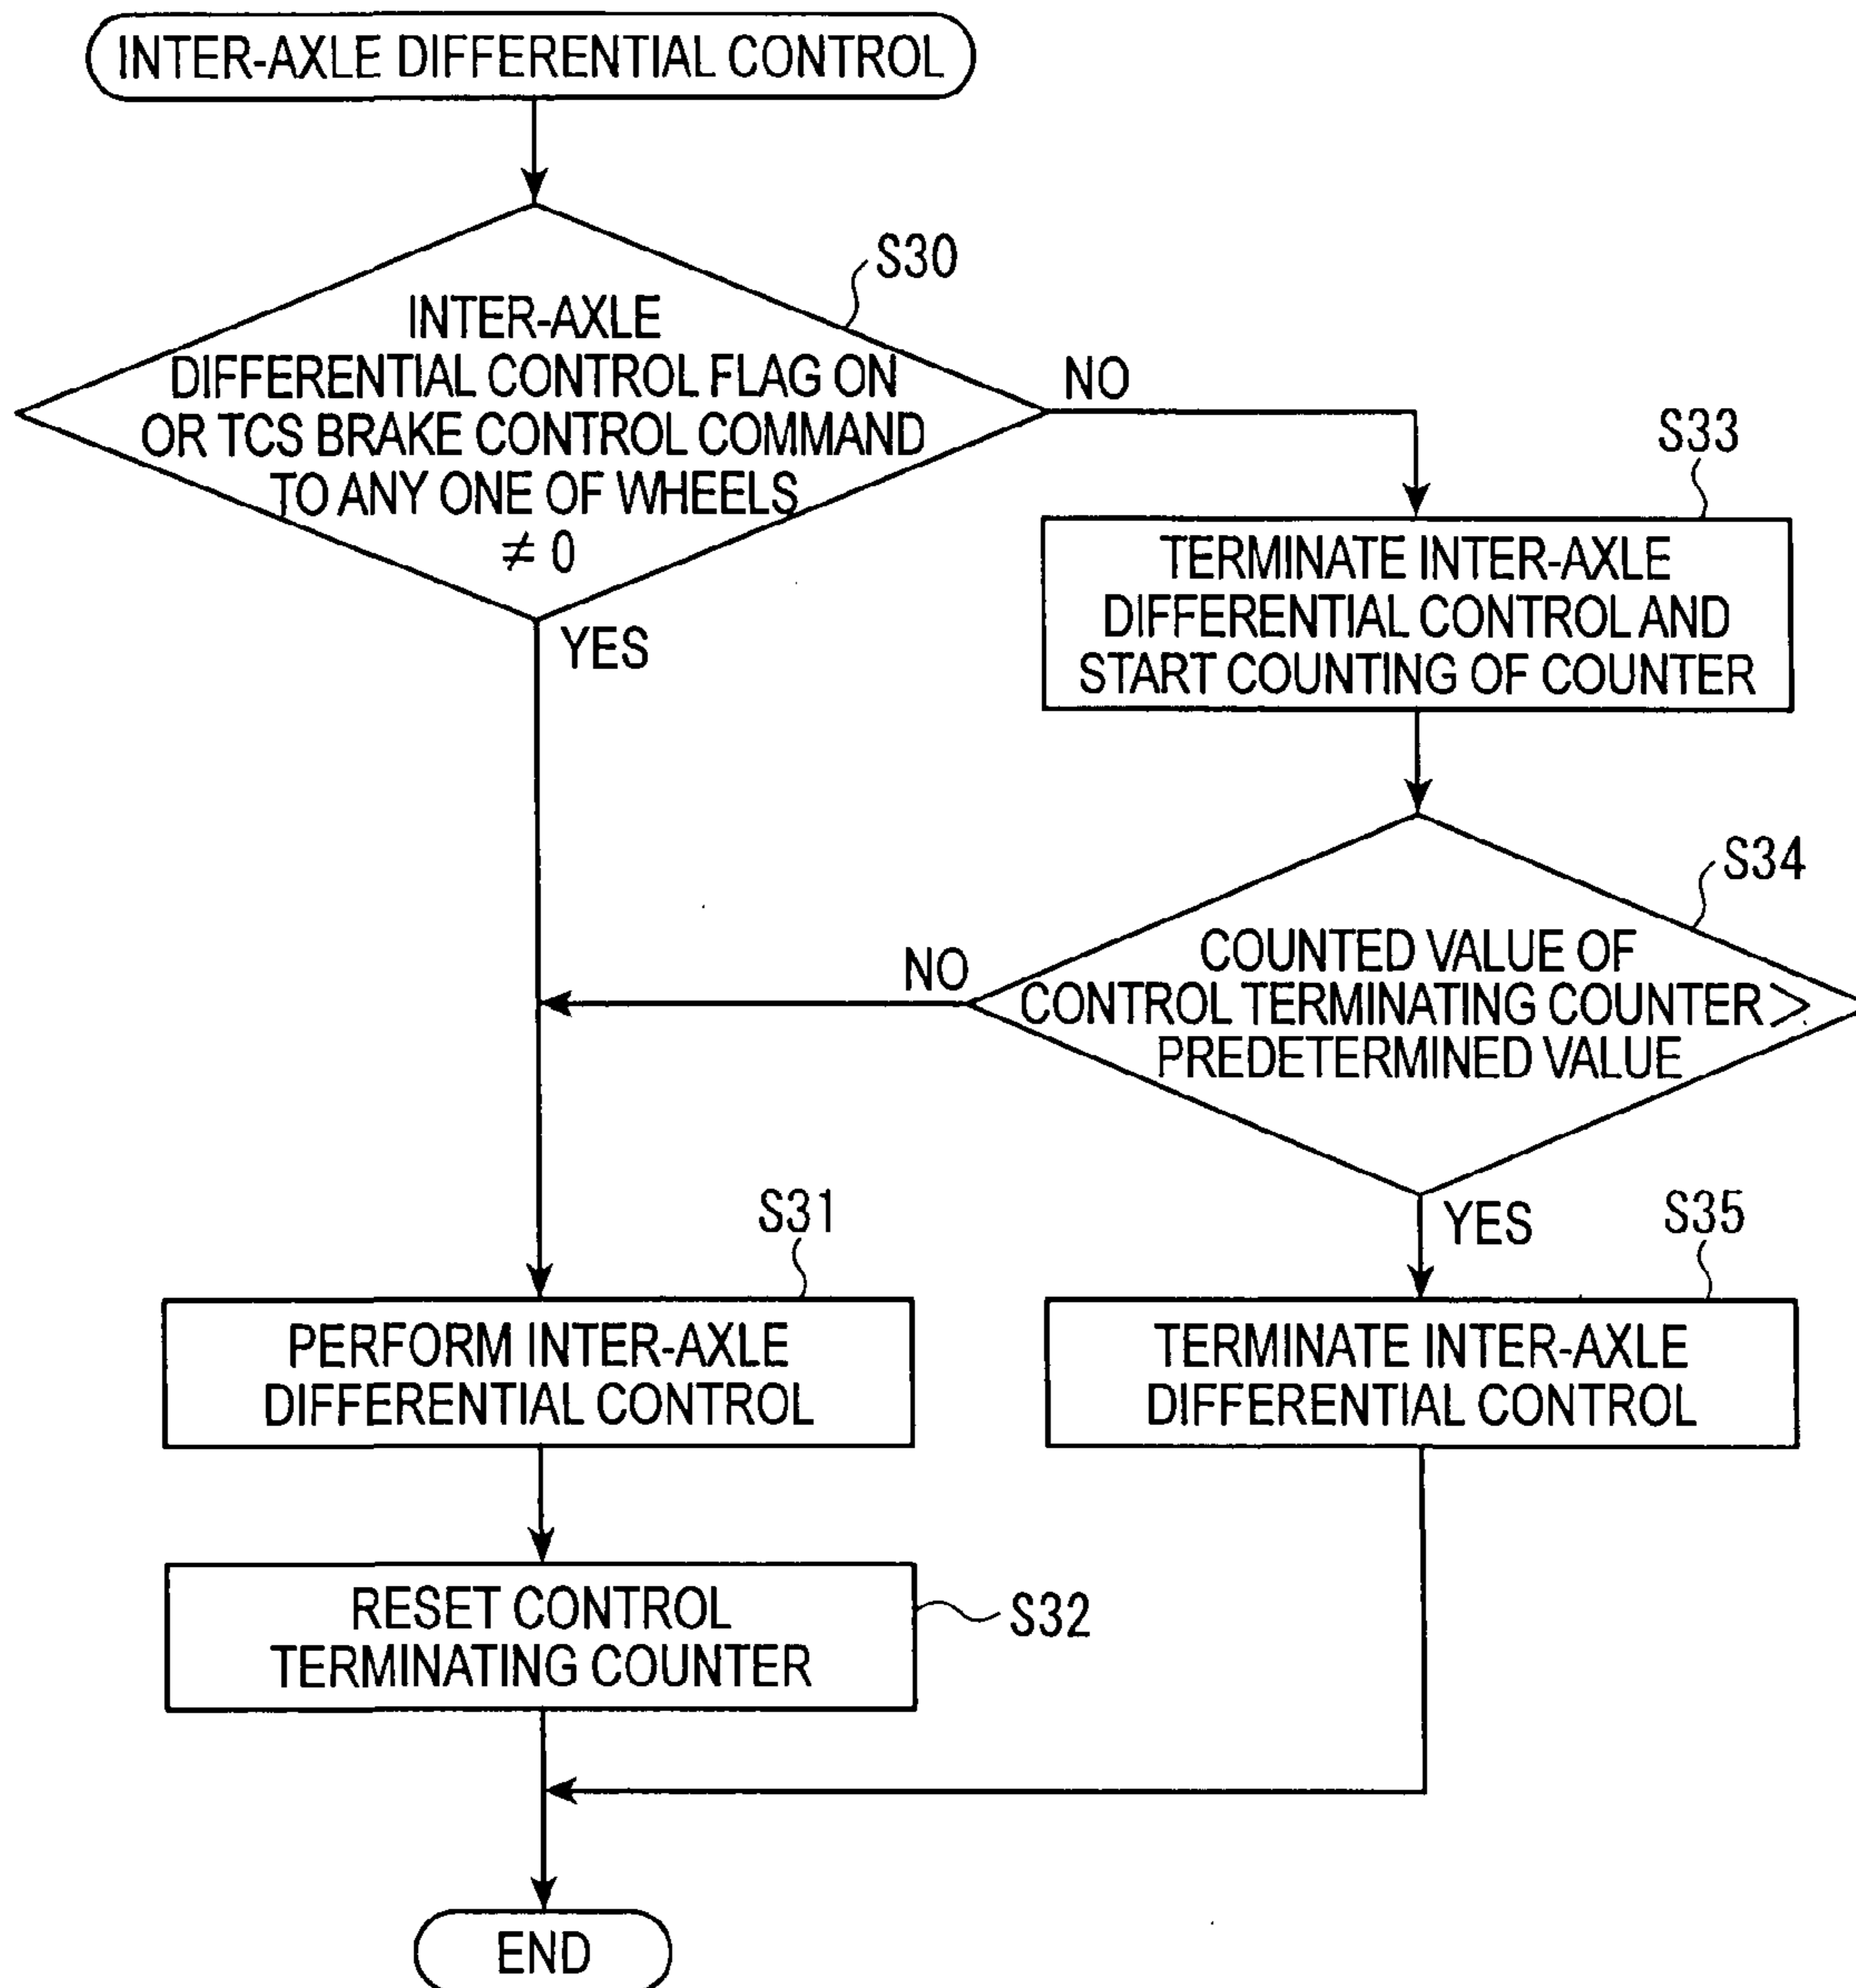 INTER-AXLE DIFFERENTIAL CONTROL
S30
INTER-AXLE
DIFFERENTIAL CONTROL FLAG ON
OR TCS BRAKE CONTROL COMMAND
TO ANY ONE OF WHEELS
≠ 0
NO
YES
S33
TERMINATE INTER-AXLE
DIFFERENTIAL CONTROL AND
START COUNTING OF COUNTER
S34
COUNTED VALUE OF
CONTROL TERMINATING COUNTER >
PREDETERMINED VALUE
NO
YES
S31
PERFORM INTER-AXLE
DIFFERENTIAL CONTROL
S35
TERMINATE INTER-AXLE
DIFFERENTIAL CONTROL
RESET CONTROL
TERMINATING COUNTER
S32
END